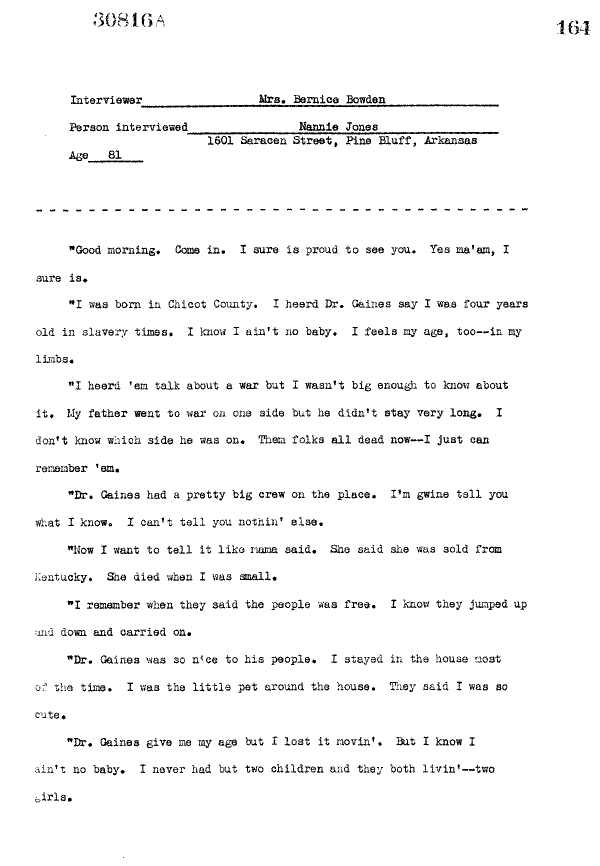 30816A
164
Interviewer Mrs. Bernice Bowden
Person interviewed Nannie Jones
1601 Saracen Street, Pine Bluff, Arkansas
Age 81
"Good morning. Come in. I sure is proud to see you. Yes ma'am, I
sure is.
"I was born in Chicot County. I heerd Dr. Gaines say I was four years
old in slavery times. I know I ain't no baby. I feels my age, too--in my
limbs.
"I heerd 'em talk about a war but I wasn't big enough to know about
it. My father went to war on one side but he didn't stay very long. I
don't know which side he was on. Them folks all dead now--I just can
remember 'em.
"Dr. Gaines had a pretty big crew on the place. I'm gwine tell you
what I know. I can't tell you nothin' else.
"Now I want to tell it like mama said. She said she was sold from
Kentucky. She died when I was small.
"I remember when they said the people was free. I know they jumped up
and down and carried on.
"Dr. Gaines was so nice to his people. I stayed in the house most
of the time. I was the little pet around the house. They said I was so
cute.
"Dr. Gaines give me my age but I lost it movin'. But I know I
ain't no baby. I never had but two children and they both livin'--two
girls.